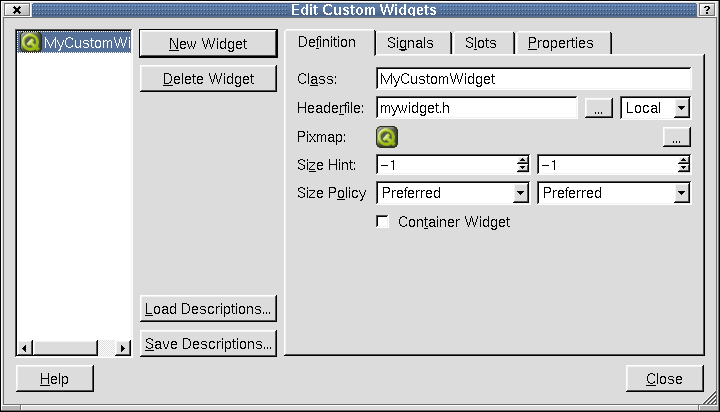 Edit Custom Widgets
?
MyCustomWi
New Widget
Delete Widget
Load Descriptions...
Save Descriptions...
Definition
Signals
Slots
Properties
Class:
MyCustomWidget
Headerfile:
mywidget.h
...
Local
Pixmap:
...
Size Hint:
-1
-1
Size Policy
Preferred
Preferred
Container Widget
Help
Close